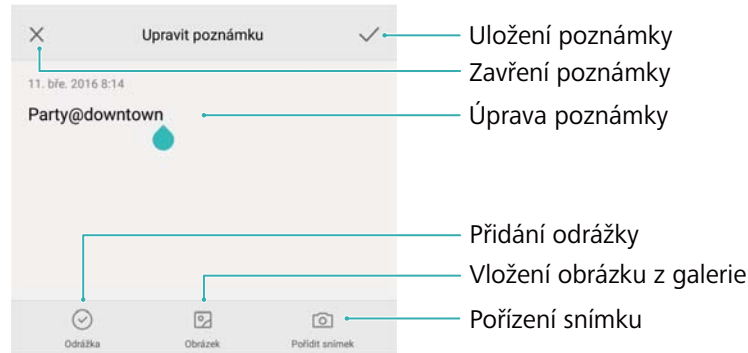 Upravit poznámku
Uložení poznámky
Zavření poznámky
11. bře. 2016 8:14
Party@downtown
Úprava poznámky
Přidání odrážky
Vložení obrázku z galerie
Pořízení snímku
Odrážka
Obrázek
Pořídit snímek